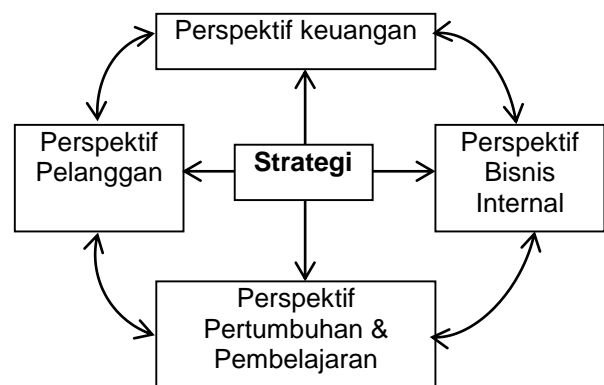 Perspektif keuangan
Perspektif
Pelanggan
Strategi
Perspektif
Bisnis
Internal
Perspektif
Pertumbuhan &
Pembelajaran